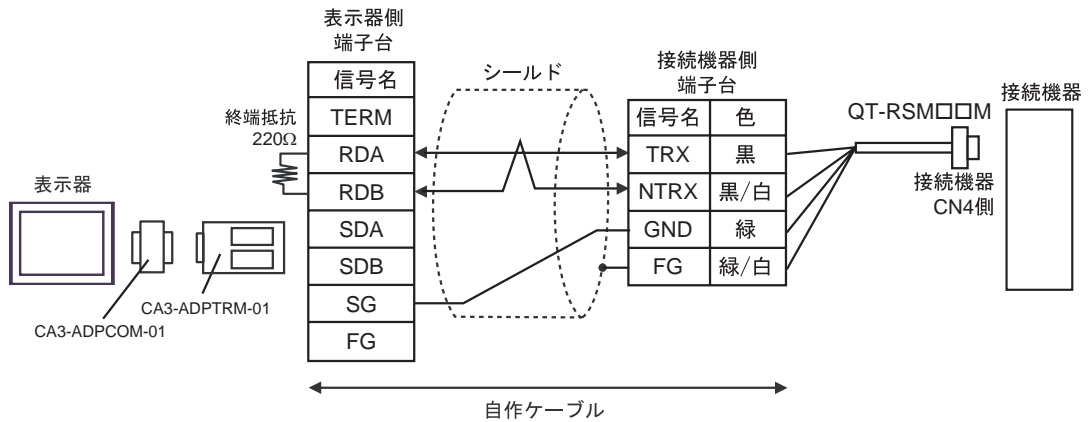 表示器側
端子台
信号名
TERM
RDA
RDB
SDA
SDB
SG
FG
終端抵抗
220Ω
表示器
CA3-ADPCOM-01
CA3-ADPTRM-01
シールド
接続機器側
端子台
信号名 色
TRX 黒
NTRX 黒/白
GND 緑
FG 緑/白
QT-RSM□□M
接続機器
CN4側
接続機器
自作ケーブル